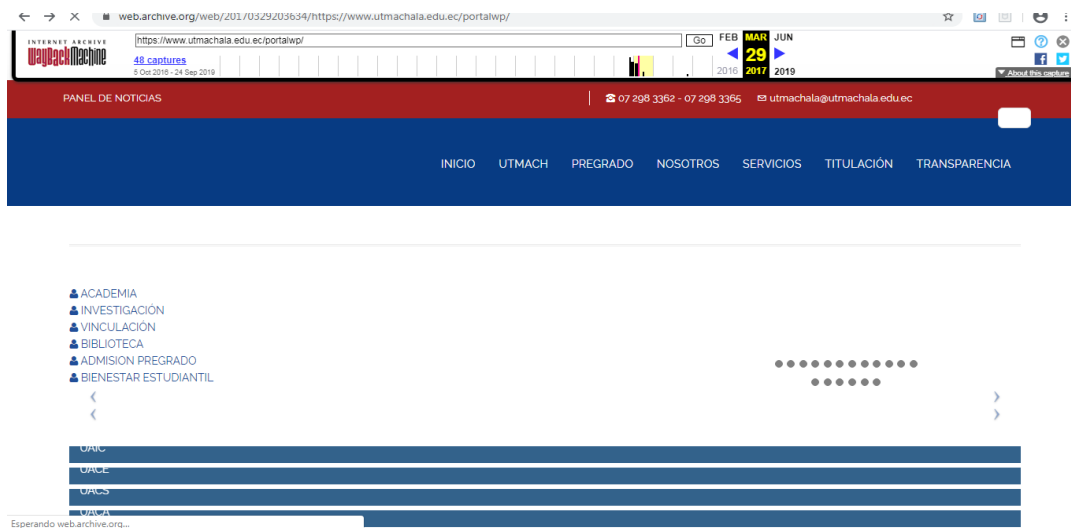 web.archive.org/web/20170329203634/https://www.utmachala.edu.ec/portalwp/
INTERNET ARCHIVE
WayBackMachine
https://www.utmachala.edu.ec/portalwp/
Go
FEB MAR JUN
48 captures
29
5 Oct 2016 - 24 Sep 2019
2016 2017 2019
About this capture
PANEL DE NOTICIAS
07 298 3362 - 07 298 3365
utmachala@utmachala.edu.ec
INICIO UTMACH PREGRADO NOSOTROS SERVICIOS TITULACIÓN TRANSPARENCIA
ACADEMIA
INVESTIGACIÓN
VINCULACIÓN
BIBLIOTECA
ADMISION PREGRADO
BIENESTAR ESTUDIANTIL
UAIC
UACE
UACS
UACA
Esperando web.archive.org...